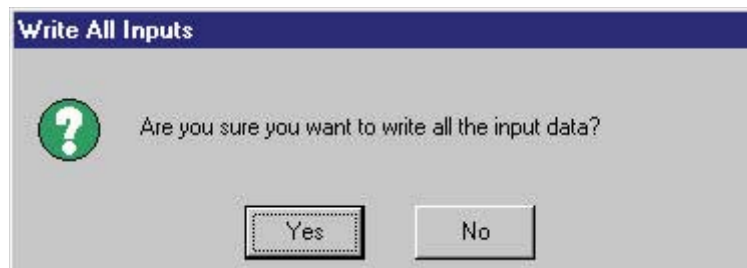 Write All Inputs
?
Are you sure you want to write all the input data?
Yes No